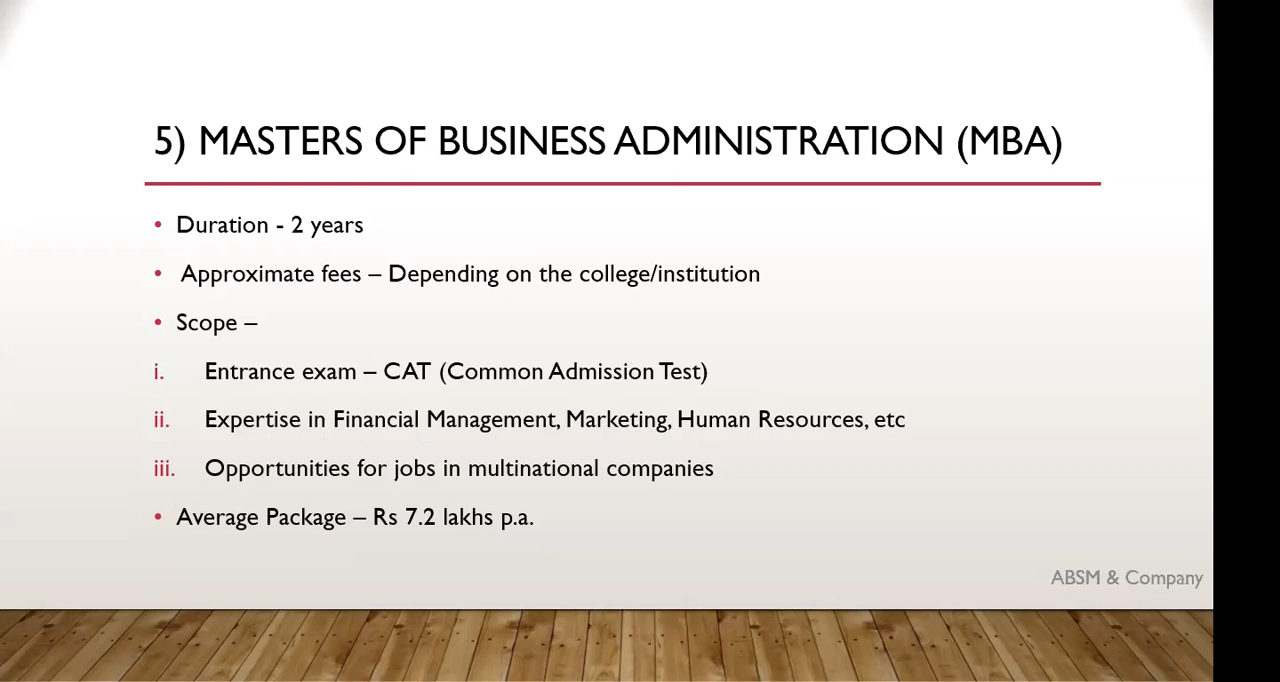 5) MASTERS OF BUSINESS ADMINISTRATION (MBA)
• Duration - 2 years
• Approximate fees – Depending on the college/institution
• Scope –
i. Entrance exam – CAT (Common Admission Test)
ii. Expertise in Financial Management, Marketing, Human Resources, etc
iii. Opportunities for jobs in multinational companies
• Average Package – Rs 7.2 lakhs p.a.
ABSM & Company